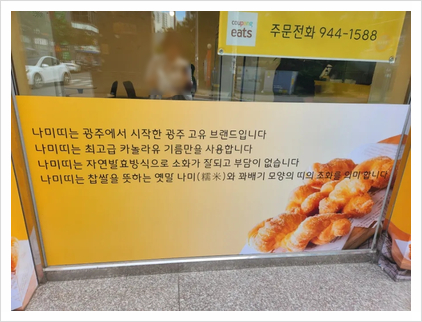 coupang
eats
주문전화 944-1588
나미띠는 광주에서 시작한 광주 고유 브랜드입니다
나미띠는 최고급 카놀라유 기름만을 사용합니다
나미띠는 자연발효방식으로 소화가 잘되고 부담이 없습니다
나미띠는 찹쌀을 뜻하는 옛말 나미(糯米)와 꽈배기 모양의 띠의 조화를 의미합니다